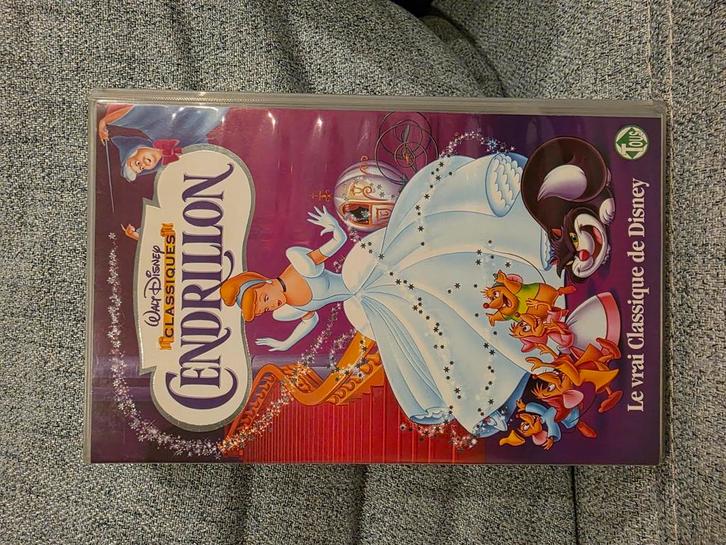 WALT DISNEY
CLASSIQUES
CENDRILLON
TOUS
Le vrai Classique de Disney